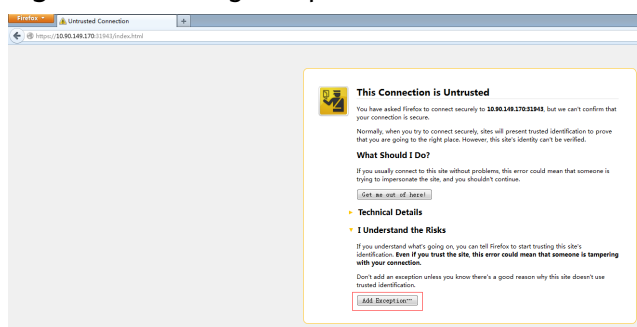 Firefox
Untrusted Connection
+
https://10.90.149.170:31943/index.html
This Connection is Untrusted
You have asked Firefox to connect securely to 10.90.149.170:31943, but we can't confirm that
your connection is secure.
Normally, when you try to connect securely, sites will present trusted identification to prove
that you are going to the right place. However, this site's identity can't be verified.
What Should I Do?
If you usually connect to this site without problems, this error could mean that someone is
trying to impersonate the site, and you shouldn't continue.
Get me out of here!
Technical Details
I Understand the Risks
If you understand what's going on, you can tell Firefox to start trusting this site's
identification. Even if you trust the site, this error could mean that someone is tampering
with your connection.
Don't add an exception unless you know there's a good reason why this site doesn't use
trusted identification.
Add Exception…